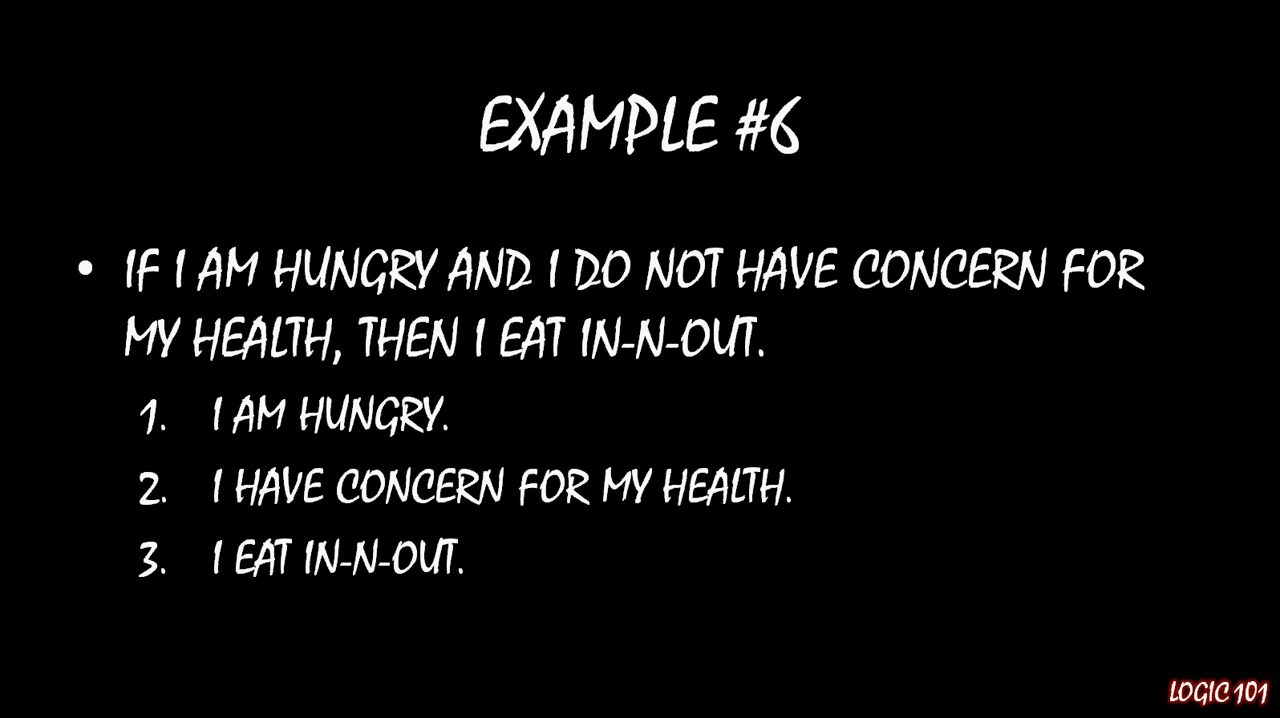 EXAMPLE #6
• IF I AM HUNGRY AND I DO NOT HAVE CONCERN FOR
MY HEALTH, THEN I EAT IN-N-OUT.
1. I AM HUNGRY.
2. I HAVE CONCERN FOR MY HEALTH.
3. I EAT IN-N-OUT.
LOGIC 101